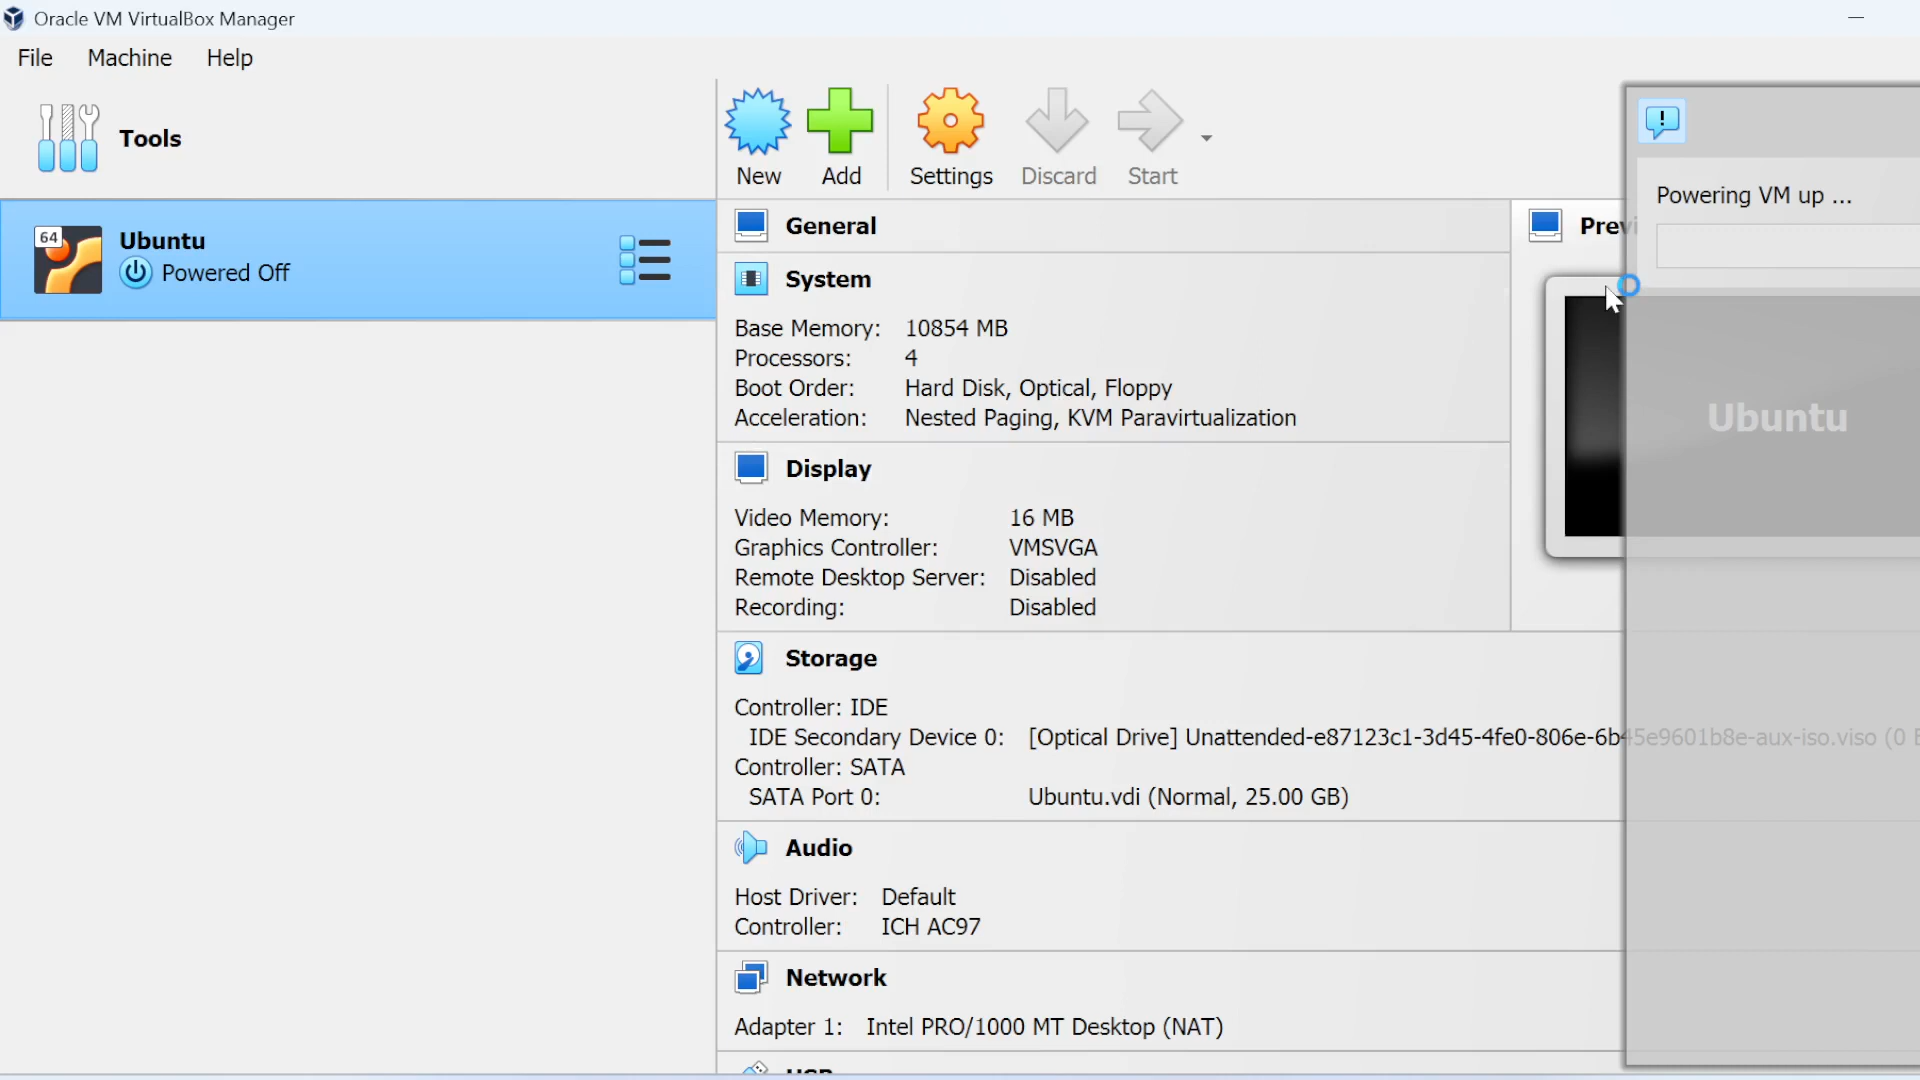 Oracle VM VirtualBox Manager
File Machine Help
Tools
New Add Settings Discard Start
64
Ubuntu
Powered Off
General
System
Base Memory: 10854 MB
Processors: 4
Boot Order: Hard Disk, Optical, Floppy
Acceleration: Nested Paging, KVM Paravirtualization
Display
Video Memory: 16 MB
Graphics Controller: VMSVGA
Remote Desktop Server: Disabled
Recording: Disabled
Storage
Controller: IDE
IDE Secondary Device 0: [Optical Drive] Unattended-e87123c1-3d45-4fe0-806e-6b45e9601b8e-aux-iso.viso (0
Controller: SATA
SATA Port 0: Ubuntu.vdi (Normal, 25.00 GB)
Audio
Host Driver: Default
Controller: ICH AC97
Network
Adapter 1: Intel PRO/1000 MT Desktop (NAT)
USB
Previ
Powering VM up ...
Ubuntu